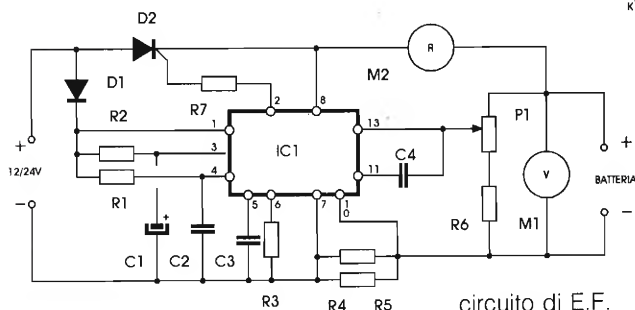 K
D2
R
M2
D1
R7
2
8
R2
P1
1
13
+
3
IC1
V
+
12/24V
4
11
C4
BATTERIA
-
R1
5
6
7
1
0
R6
M1
-
C1
+
C2
C3
R3
R4
R5
circuito di E.F.